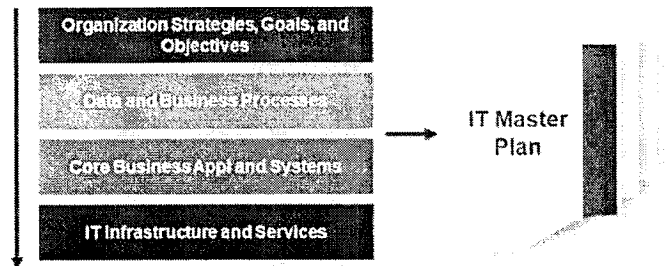 Organization Strategies, Goals, and
Objectives
Data and Business Processes
Core Business Appl and Systems
IT Infrastructure and Services
IT Master
Plan